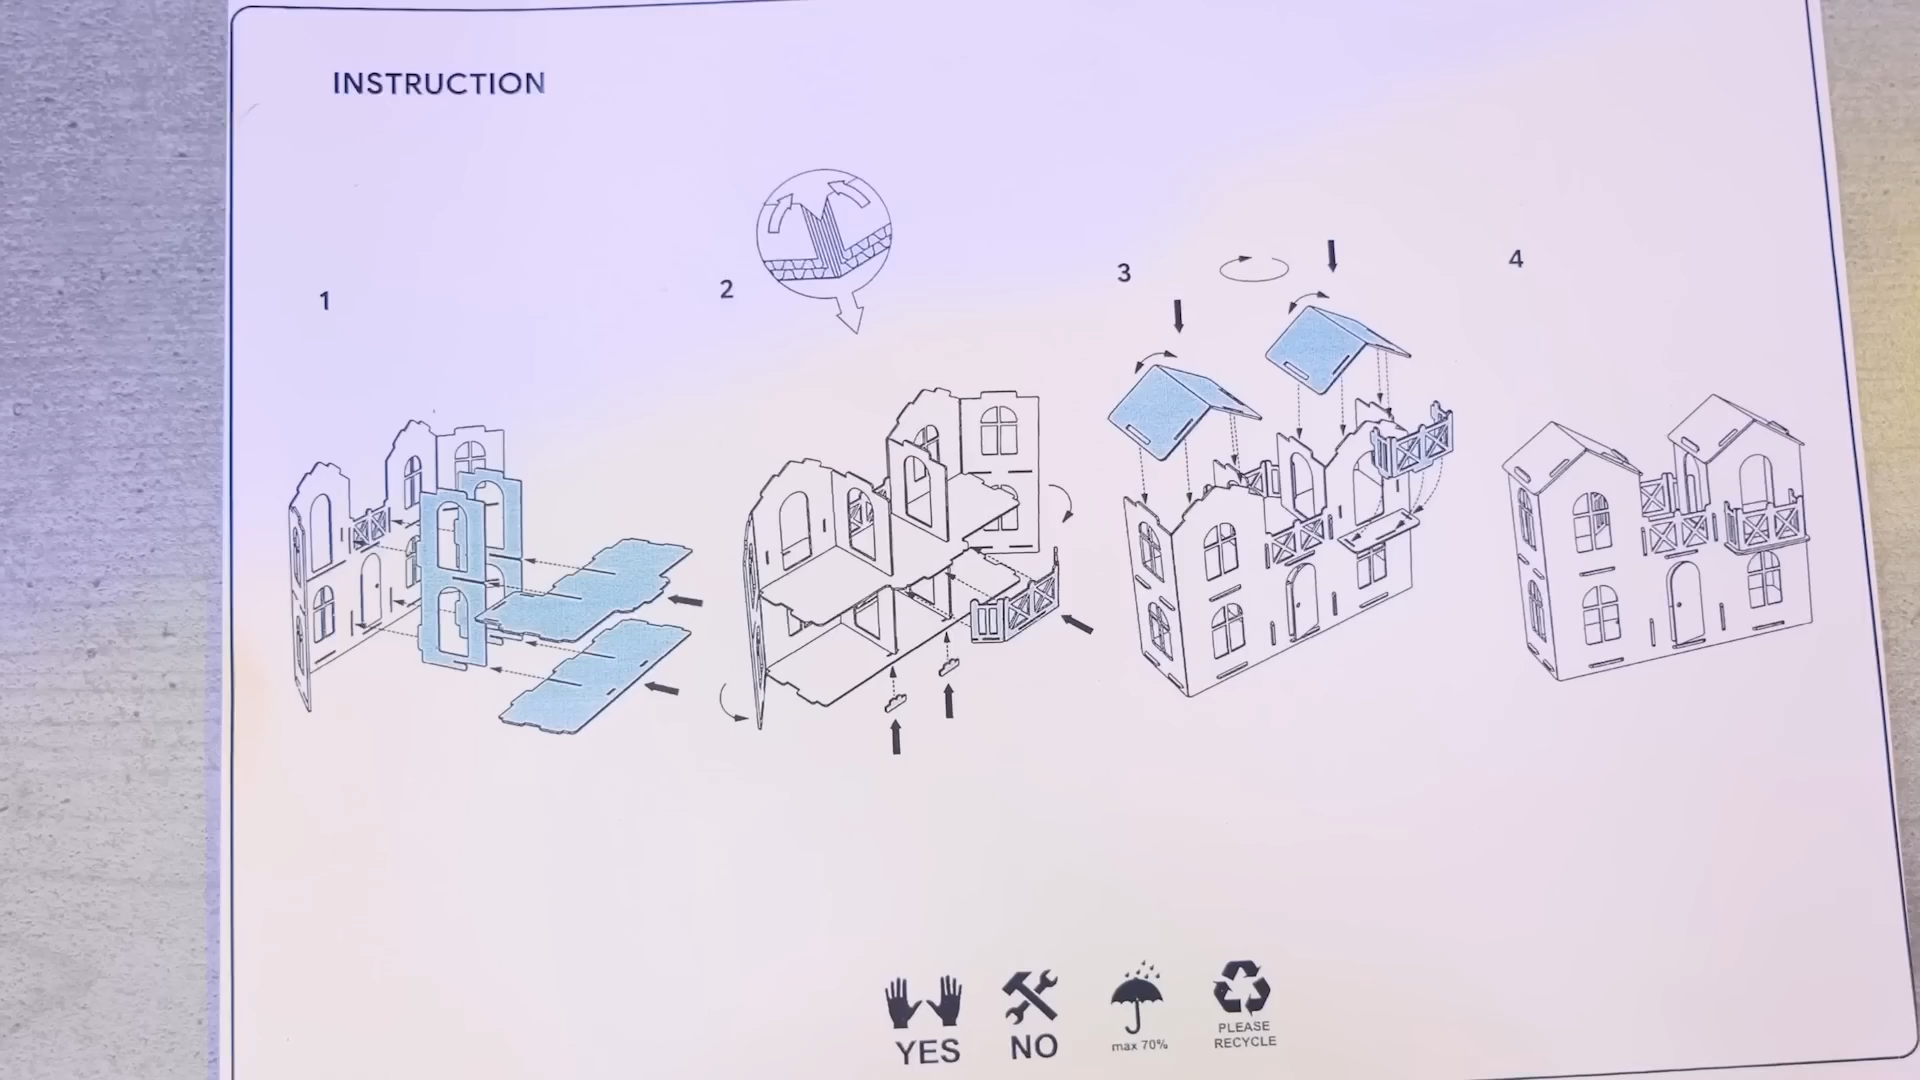 INSTRUCTION
1
2
3
4
YES
NO
max 70%
PLEASE
RECYCLE